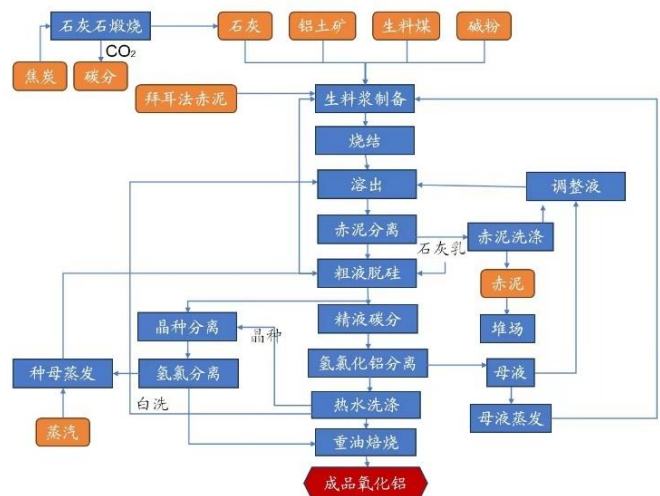 石灰石煅烧
石灰
铝土矿
生料煤
碱粉
CO₂
焦炭
碳分
拜耳法赤泥
生料浆制备
烧结
溶出
调整液
赤泥分离
赤泥洗涤
石灰乳
粗液脱硅
赤泥
晶种分离
晶种
精液碳分
堆场
种母蒸发
氢氯分离
氢氯化铝分离
母液
白洗
热水洗涤
母液蒸发
蒸汽
重油焙烧
成品氧化铝